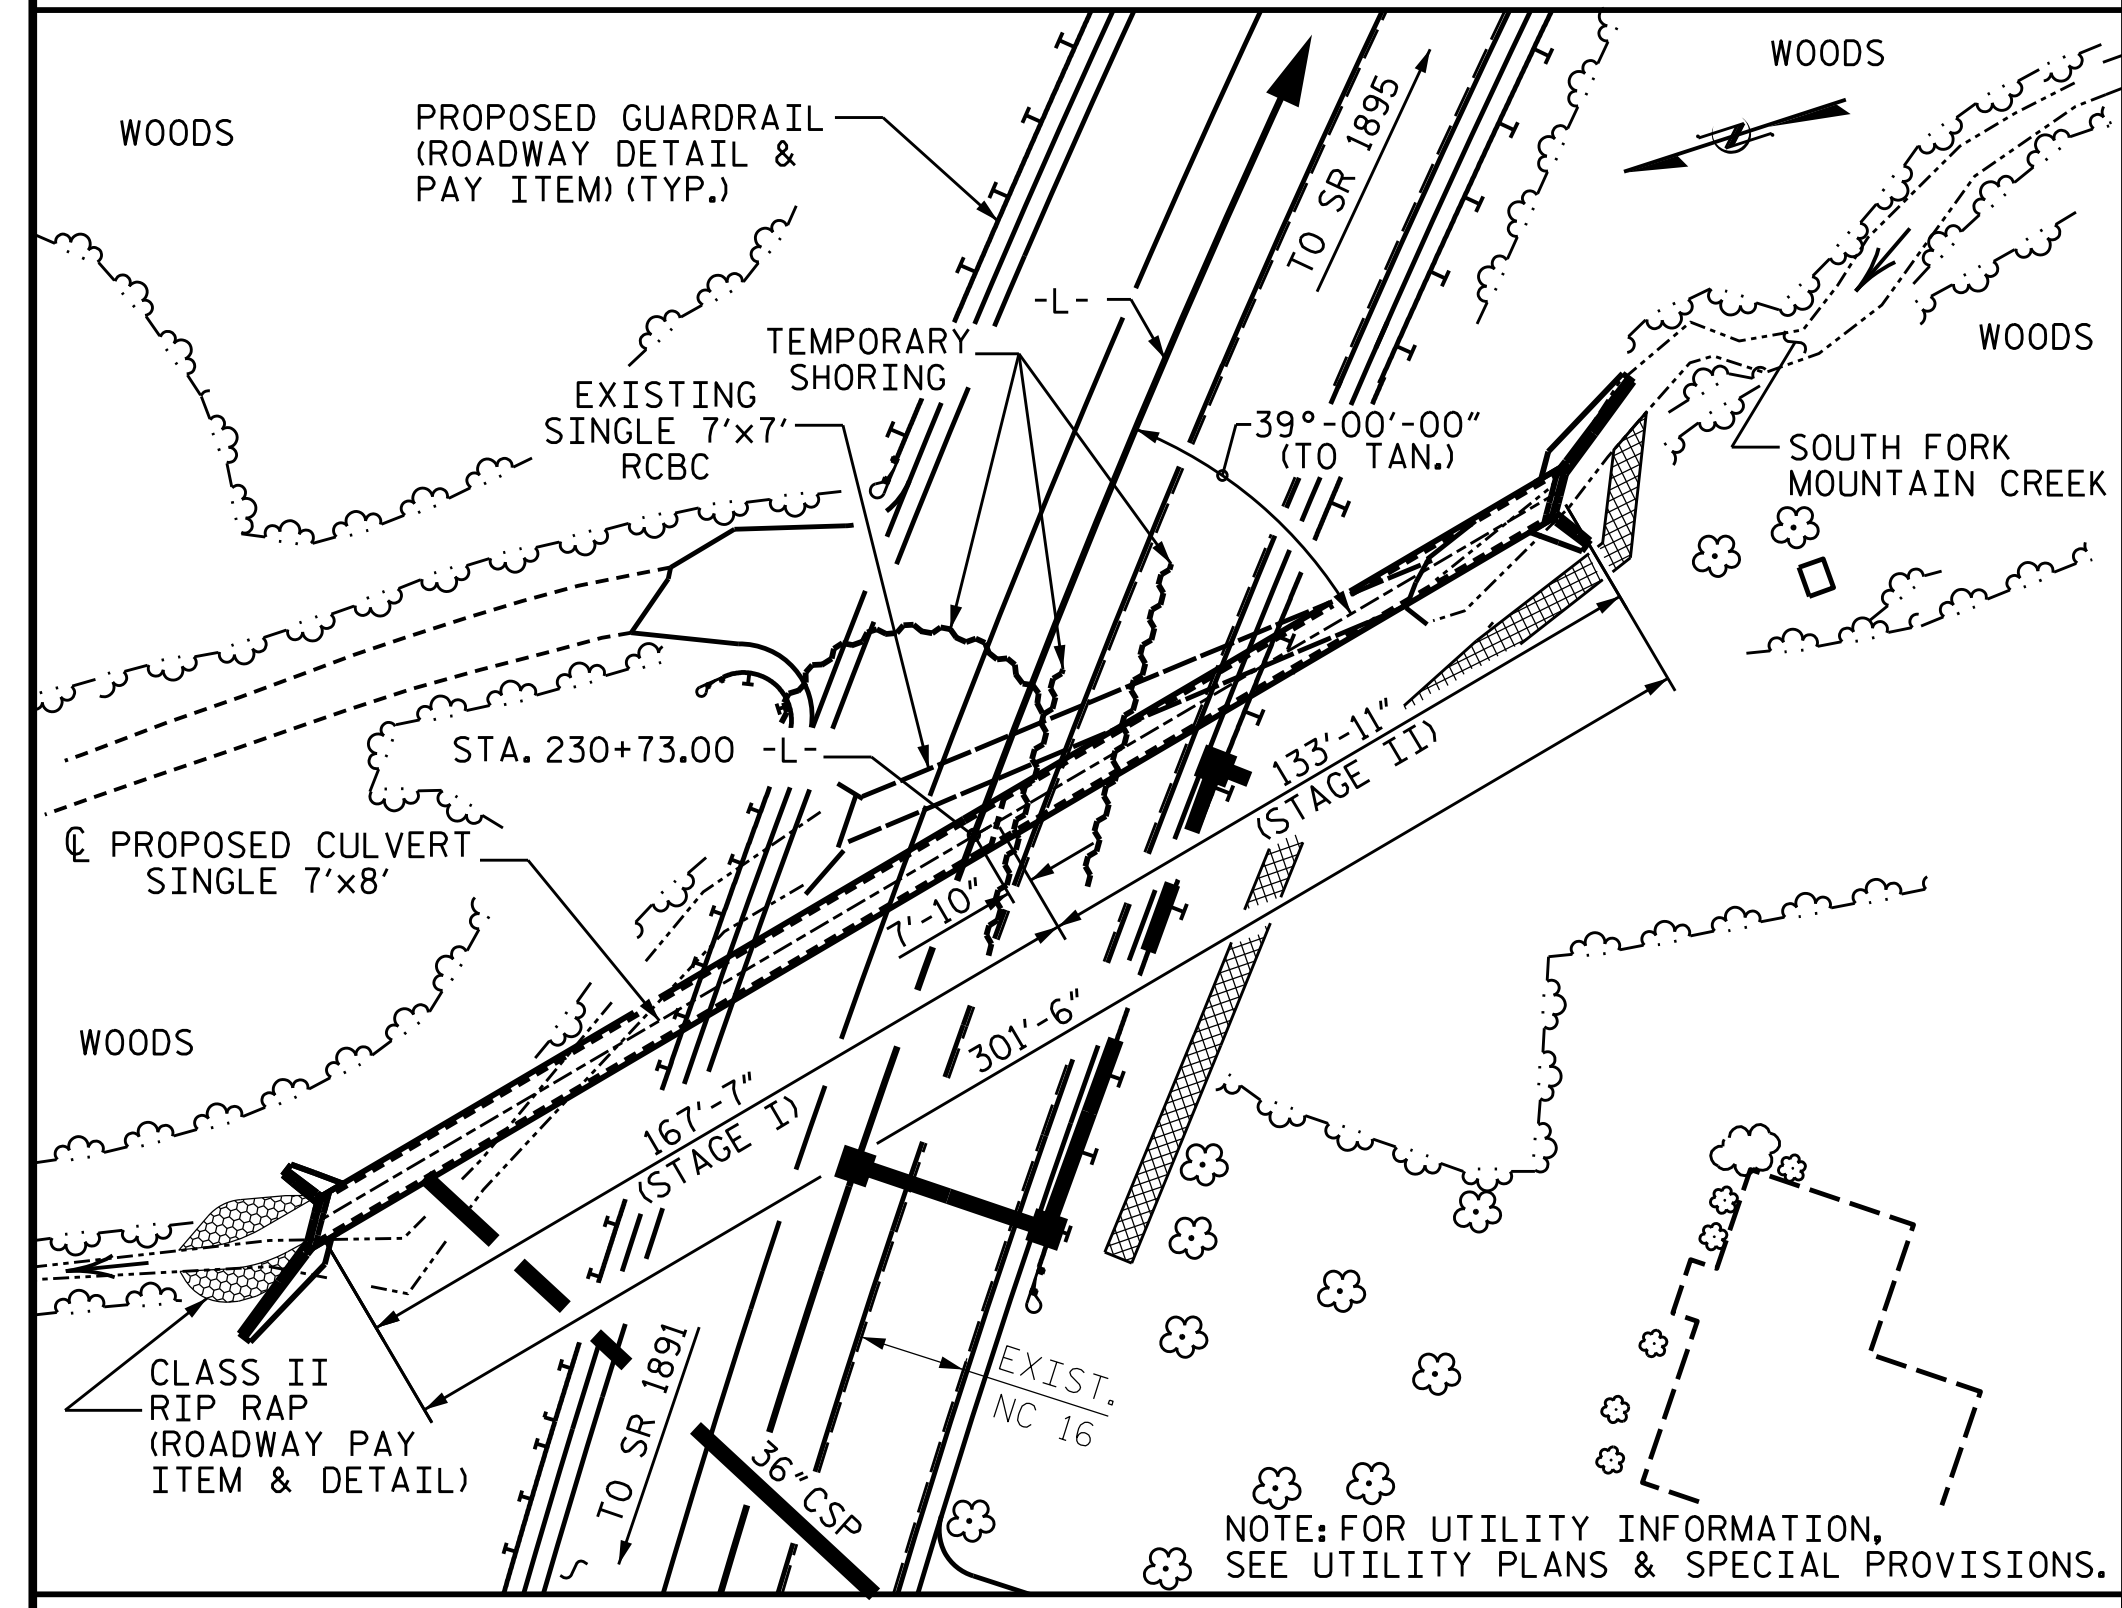 WOODS
WOODS
PROPOSED GUARDRAIL
(ROADWAY DETAIL &
PAY ITEM) (TYP.)
TO SR 1895
-L-
TEMPORARY
SHORING
WOODS
EXISTING
SINGLE 7'x7'
RCBC
39°-00'-00"
(TO TAN.)
SOUTH FORK
MOUNTAIN CREEK
STA. 230+73.00 -L-
133'-11"
(STAGE II)
℄ PROPOSED CULVERT
SINGLE 7'x8'
7'-10"
301'-6"
WOODS
167'-7"
(STAGE I)
CLASS II
RIP RAP
(ROADWAY PAY
ITEM & DETAIL)
TO SR 1891
EXIST.
NC 16
36" CSP
NOTE: FOR UTILITY INFORMATION,
SEE UTILITY PLANS & SPECIAL PROVISIONS.